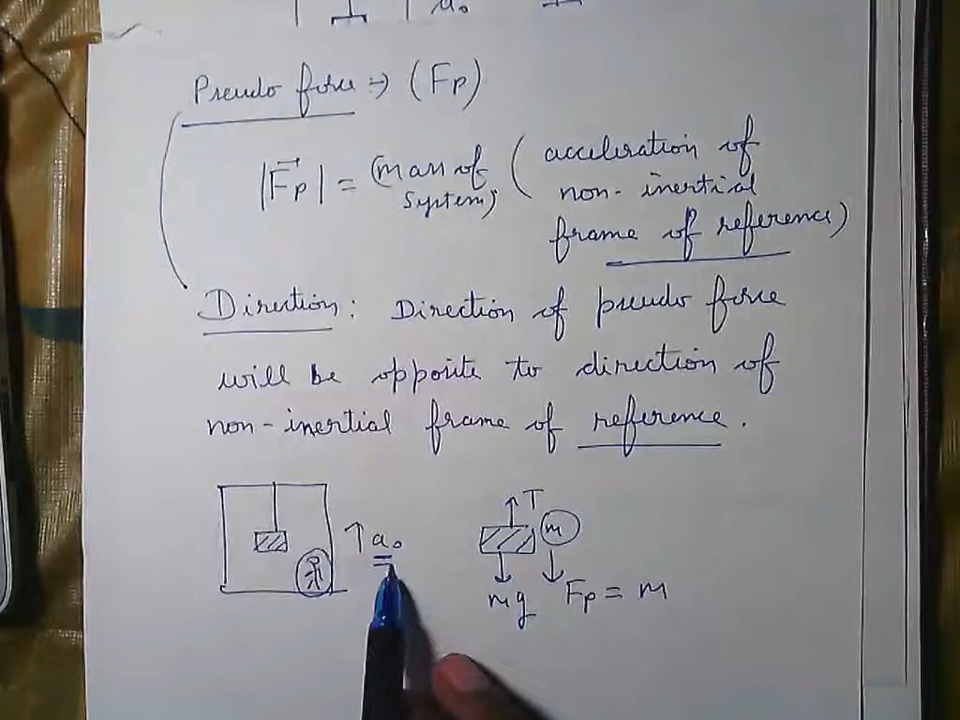 a₀
Pseudo force ⇒ (Fp)
|F⃗p| = (mass of system) (acceleration of
non-inertial
frame of reference)
Direction: Direction of pseudo force
will be opposite to direction of
non-inertial frame of reference.
↑ a₀
↑ T
m
mg Fp = m